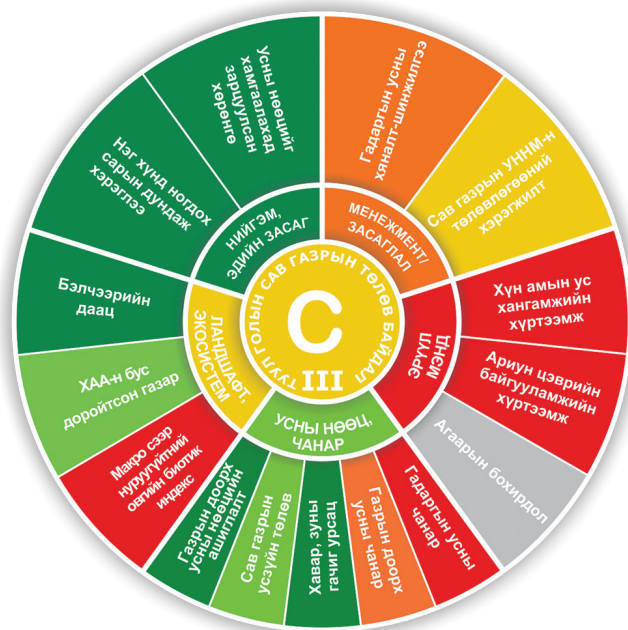 ТУУЛ ГОЛЫН САВ ГАЗРЫН ТӨЛӨВ БАЙДАЛ
C
III
НИЙГЭМ,
ЭДИЙН ЗАСАГ
МЕНЕЖМЕНТ/
ЗАСАГЛАЛ
ЭРҮҮЛ
МЭНД
УСНЫ НӨӨЦ,
ЧАНАР
ЛАНДШАФТ,
ЭКОСИСТЕМ
Усны нөөцийг
хамгаалахад
зарцуулсан
хөрөнгө
Гадаргын усны
хяналт-шинжилгээ
Сав газрын УННМ-н
төлөвлөгөөний
хэрэгжилт
Хүн амын ус
хангамжийн
хүртээмж
Ариун цэврийн
байгууламжийн
хүртээмж
Агаарын бохирдол
Гадаргын усны
чанар
Газрын доорх
усны чанар
Хавар, зуны
гачиг урсац
Сав газрын
усзүйн төлөв
Газрын доорх
усны нөөцийн
ашиглалт
Макро сээр
нуруугүйтний
овгийн биотик
индекс
ХАА-н бус
доройтсон газар
Бэлчээрийн
даац
Нэг хүнд ногдох
сарын дундаж
хэрэглээ